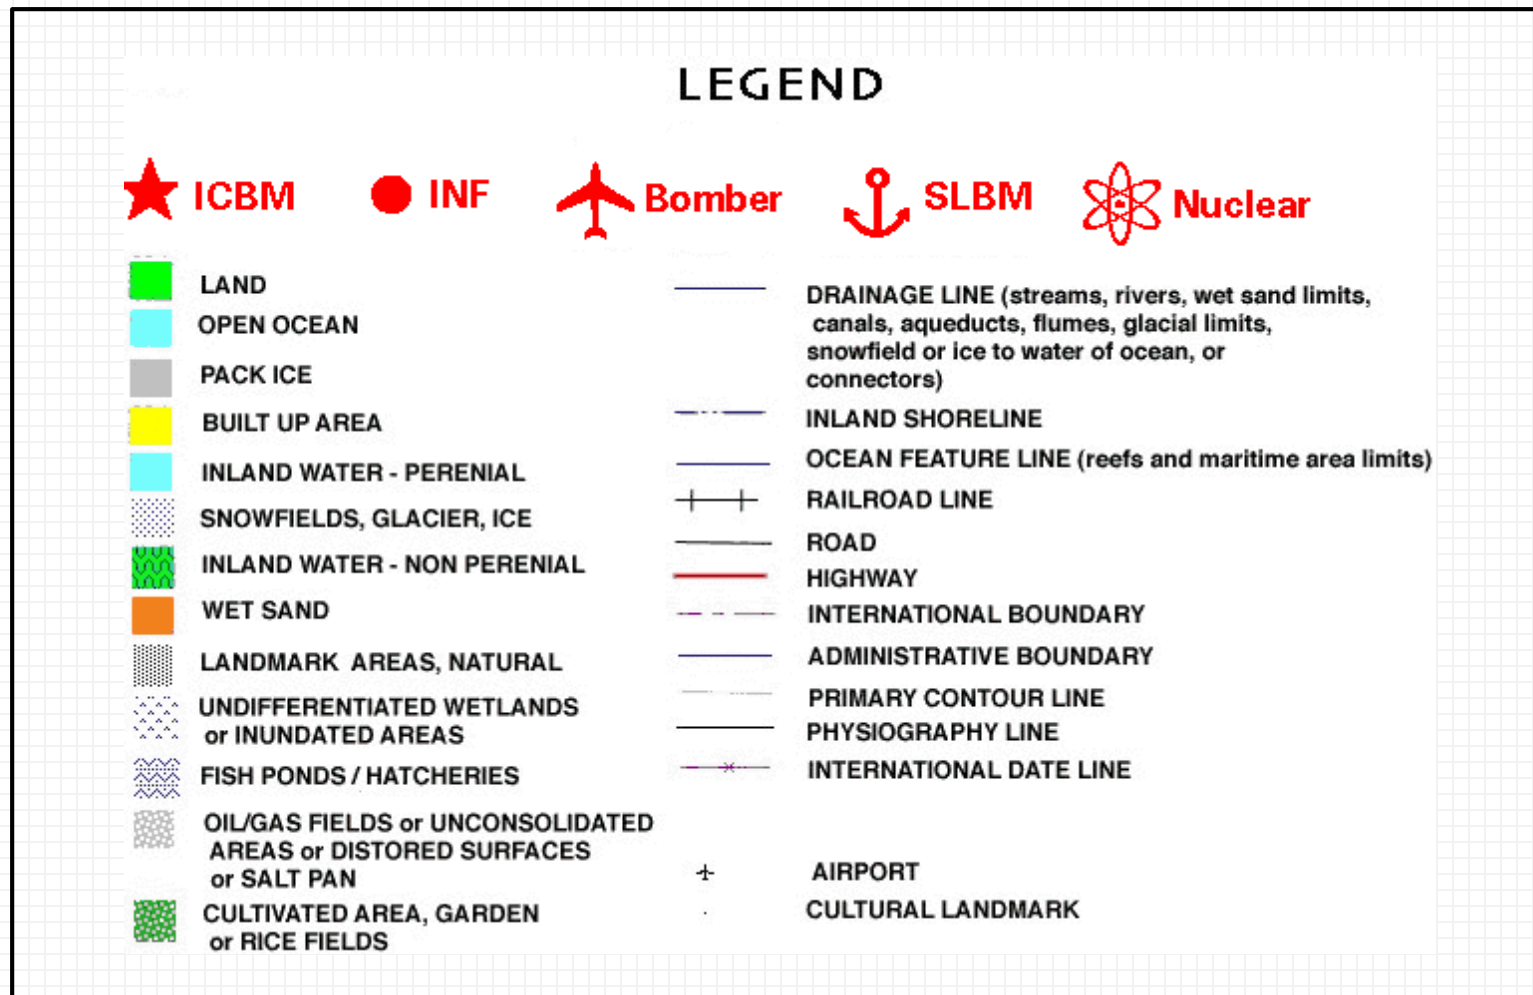 LEGEND
ICBM
INF
Bomber
SLBM
Nuclear
LAND
OPEN OCEAN
PACK ICE
BUILT UP AREA
INLAND WATER - PERENIAL
SNOWFIELDS, GLACIER, ICE
INLAND WATER - NON PERENIAL
WET SAND
LANDMARK AREAS, NATURAL
UNDIFFERENTIATED WETLANDS
or INUNDATED AREAS
FISH PONDS / HATCHERIES
OIL/GAS FIELDS or UNCONSOLIDATED
AREAS or DISTORED SURFACES
or SALT PAN
CULTIVATED AREA, GARDEN
or RICE FIELDS
DRAINAGE LINE (streams, rivers, wet sand limits,
canals, aqueducts, flumes, glacial limits,
snowfield or ice to water of ocean, or
connectors)
INLAND SHORELINE
OCEAN FEATURE LINE (reefs and maritime area limits)
RAILROAD LINE
ROAD
HIGHWAY
INTERNATIONAL BOUNDARY
ADMINISTRATIVE BOUNDARY
PRIMARY CONTOUR LINE
PHYSIOGRAPHY LINE
INTERNATIONAL DATE LINE
AIRPORT
CULTURAL LANDMARK